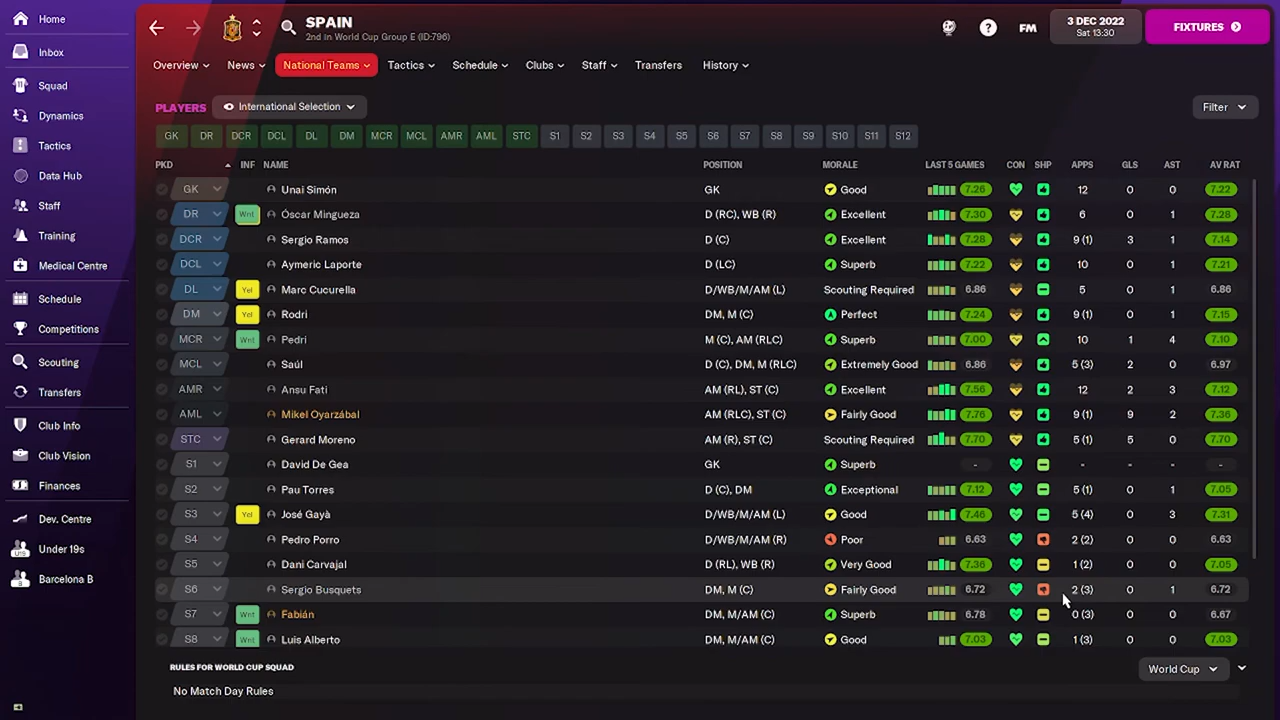 Home
Inbox
Squad
Dynamics
Tactics
Data Hub
Staff
Training
Medical Centre
Schedule
Competitions
Scouting
Transfers
Club Info
Club Vision
Finances
Dev. Centre
U19 Under 19s
B Barcelona B
SPAIN
2nd in World Cup Group E (ID:796)
? FM 3 DEC 2022 FIXTURES
Sat 13:30
Overview News National Teams Tactics Schedule Clubs Staff Transfers History
PLAYERS International Selection Filter
GK DR DCR DCL DL DM MCR MCL AMR AML STC S1 S2 S3 S4 S5 S6 S7 S8 S9 S10 S11 S12
PKD INF NAME POSITION MORALE LAST 5 GAMES CON SHP APPS GLS AST AV RAT
GK Unai Simón GK Good 7.26 12 0 0 7.22
DR Wnt Óscar Mingueza D (RC), WB (R) Excellent 7.30 6 0 1 7.28
DCR Sergio Ramos D (C) Excellent 7.28 9 (1) 3 1 7.14
DCL Aymeric Laporte D (LC) Superb 7.22 10 0 1 7.21
DL Yel Marc Cucurella D/WB/M/AM (L) Scouting Required 6.86 5 0 1 6.86
DM Yel Rodri DM, M (C) Perfect 7.24 9 (1) 0 1 7.15
MCR Wnt Pedri M (C), AM (RLC) Superb 7.00 10 1 4 7.10
MCL Saúl D (C), DM, M (RLC) Extremely Good 6.86 5 (3) 2 0 6.97
AMR Ansu Fati AM (RL), ST (C) Excellent 7.56 12 2 3 7.12
AML Mikel Oyarzábal AM (RLC), ST (C) Fairly Good 7.76 9 (1) 9 2 7.36
STC Gerard Moreno AM (R), ST (C) Scouting Required 7.70 5 (1) 5 0 7.70
S1 David De Gea GK Superb - - - - -
S2 Pau Torres D (C), DM Exceptional 7.12 5 (1) 0 1 7.05
S3 Yel José Gayà D/WB/M/AM (L) Good 7.46 5 (4) 0 3 7.31
S4 Pedro Porro D/WB/M/AM (R) Poor 6.63 2 (2) 0 0 6.63
S5 Dani Carvajal D (RL), WB (R) Very Good 7.36 1 (2) 0 0 7.05
S6 Sergio Busquets DM, M (C) Fairly Good 6.72 2 (3) 0 1 6.72
S7 Wnt Fabián DM, M/AM (C) Superb 6.78 0 (3) 0 0 6.67
S8 Wnt Luis Alberto DM, M/AM (C) Good 7.03 1 (3) 0 0 7.03
RULES FOR WORLD CUP SQUAD World Cup
No Match Day Rules